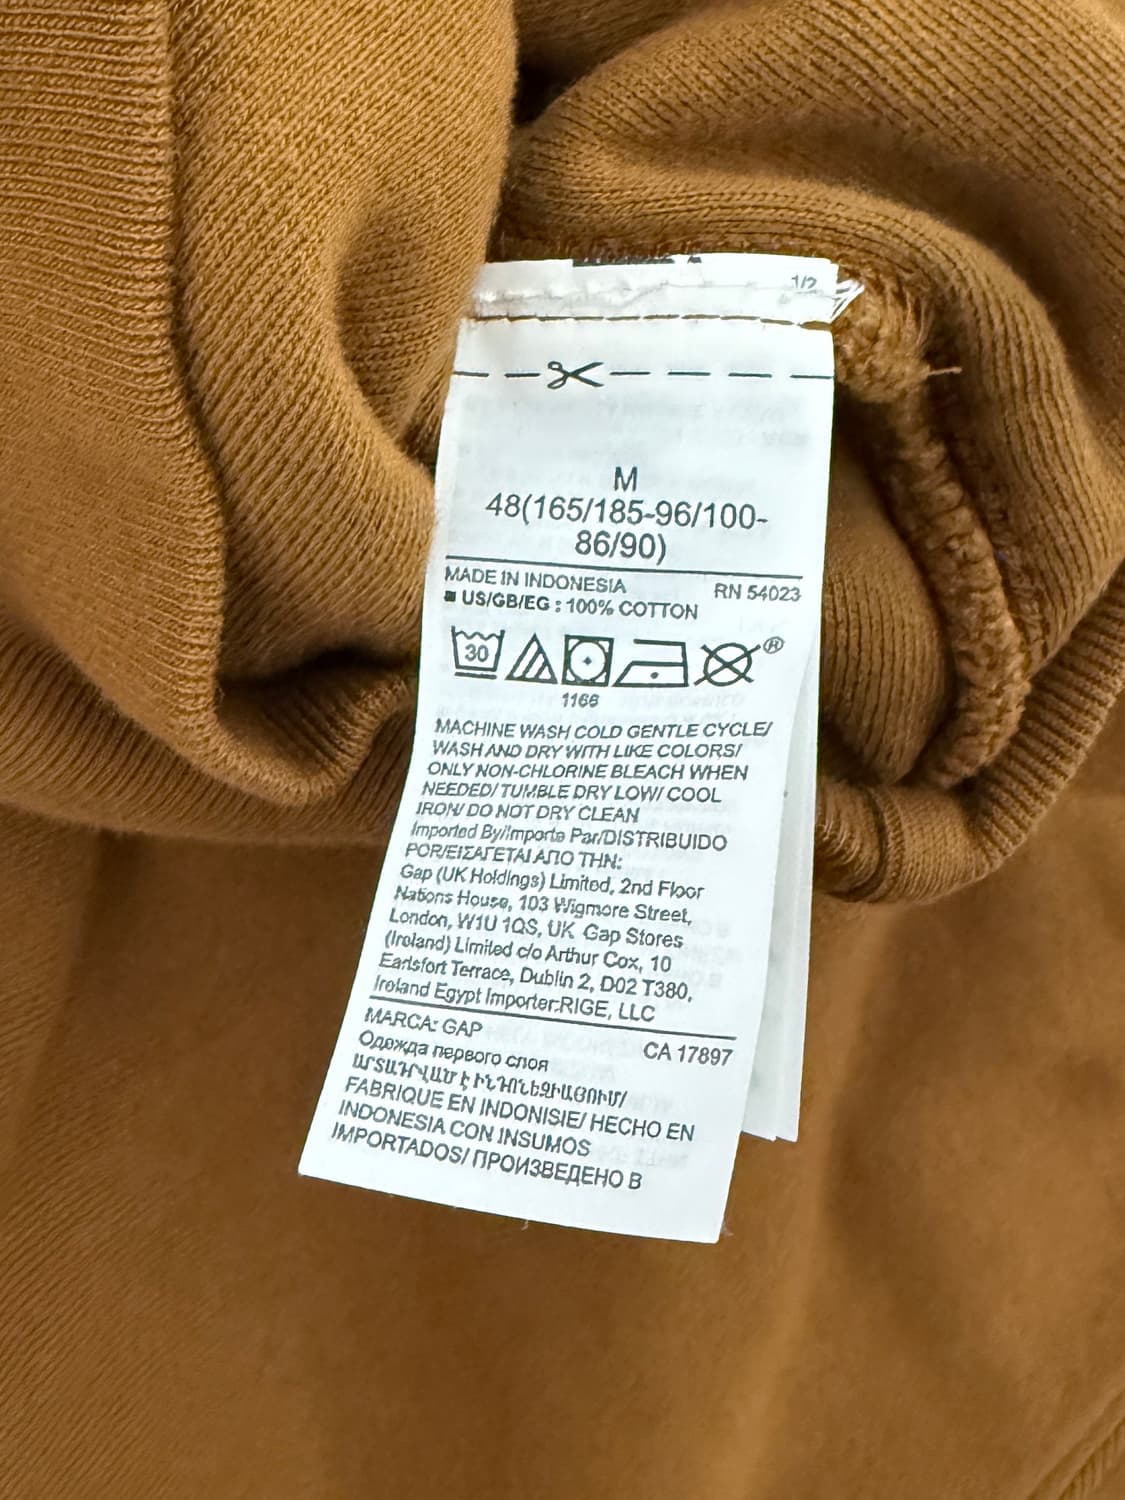 1/2
M
48(165/185-96/100-
86/90)
MADE IN INDONESIA RN 54023
■ US/GB/EG : 100% COTTON
30 ®
1166
MACHINE WASH COLD GENTLE CYCLE/
WASH AND DRY WITH LIKE COLORS/
ONLY NON-CHLORINE BLEACH WHEN
NEEDED/ TUMBLE DRY LOW/ COOL
IRON/ DO NOT DRY CLEAN
Imported By/Importe Par/DISTRIBUIDO
POR/ΕΙΣΑΓΕΤΑΙ ΑΠΟ ΤΗΝ:
Gap (UK Holdings) Limited, 2nd Floor
Nations House, 103 Wigmore Street,
London, W1U 1QS, UK Gap Stores
(Ireland) Limited c/o Arthur Cox, 10
Earlsfort Terrace, Dublin 2, D02 T380,
Ireland Egypt Importer:RIGE, LLC
MARCA: GAP CA 17897
Одежда первого слоя
ԱՐՏԱԴՐՎԱԾ Է ԻՆԴՈՆԵԶԻԱՅՈՒՄ/
FABRIQUE EN INDONISIE/ HECHO EN
INDONESIA CON INSUMOS
IMPORTADOS/ ПРОИЗВЕДЕНО В